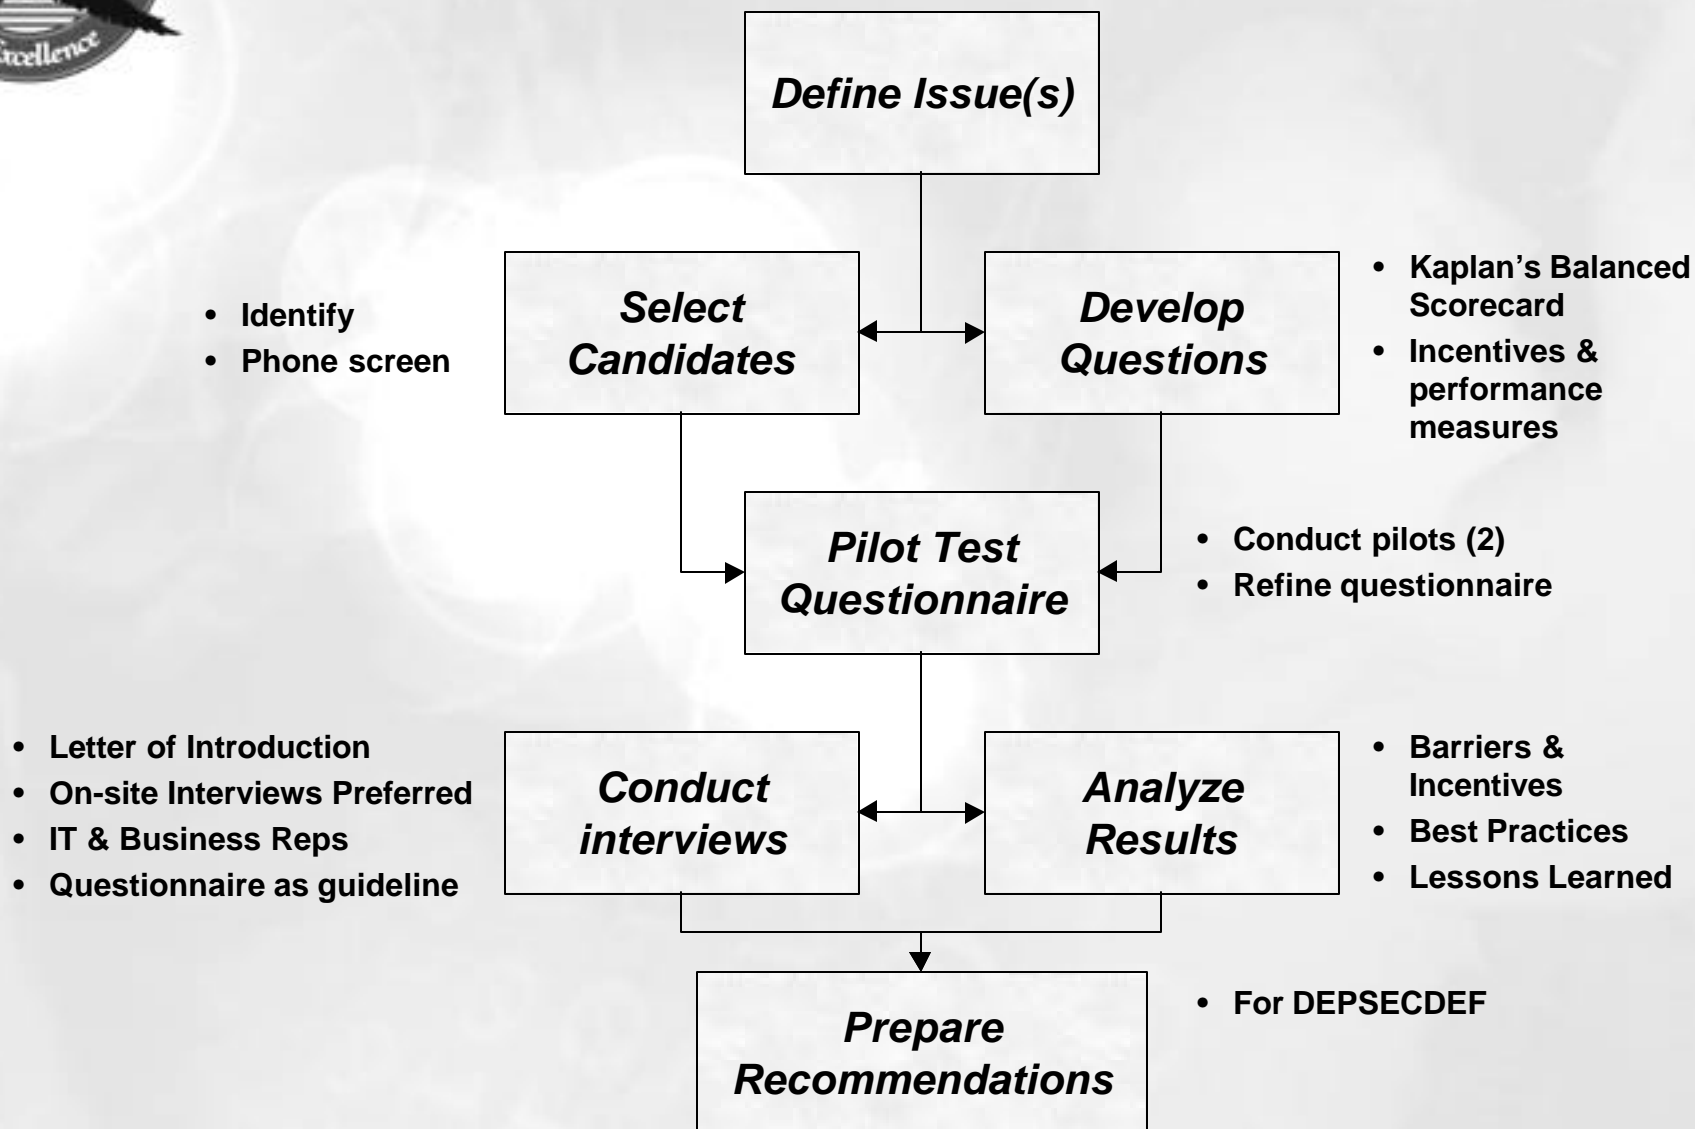 Excellence
Define Issue(s)
Select
Candidates
• Identify
• Phone screen
Develop
Questions
• Kaplan’s Balanced
Scorecard
• Incentives &
performance
measures
Pilot Test
Questionnaire
• Conduct pilots (2)
• Refine questionnaire
• Letter of Introduction
• On-site Interviews Preferred
• IT & Business Reps
• Questionnaire as guideline
Conduct
interviews
Analyze
Results
• Barriers &
Incentives
• Best Practices
• Lessons Learned
Prepare
Recommendations
• For DEPSECDEF